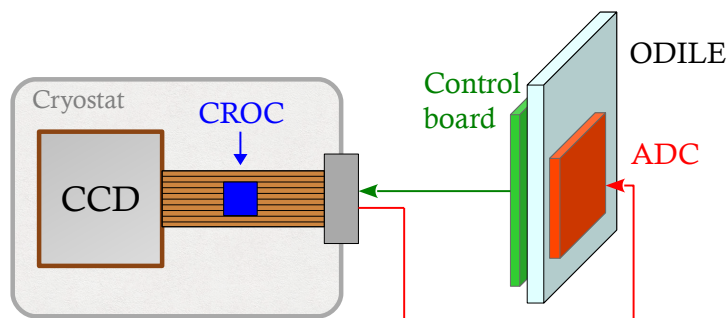 ODILE
Cryostat
Control
board
CROC
ADC
CCD